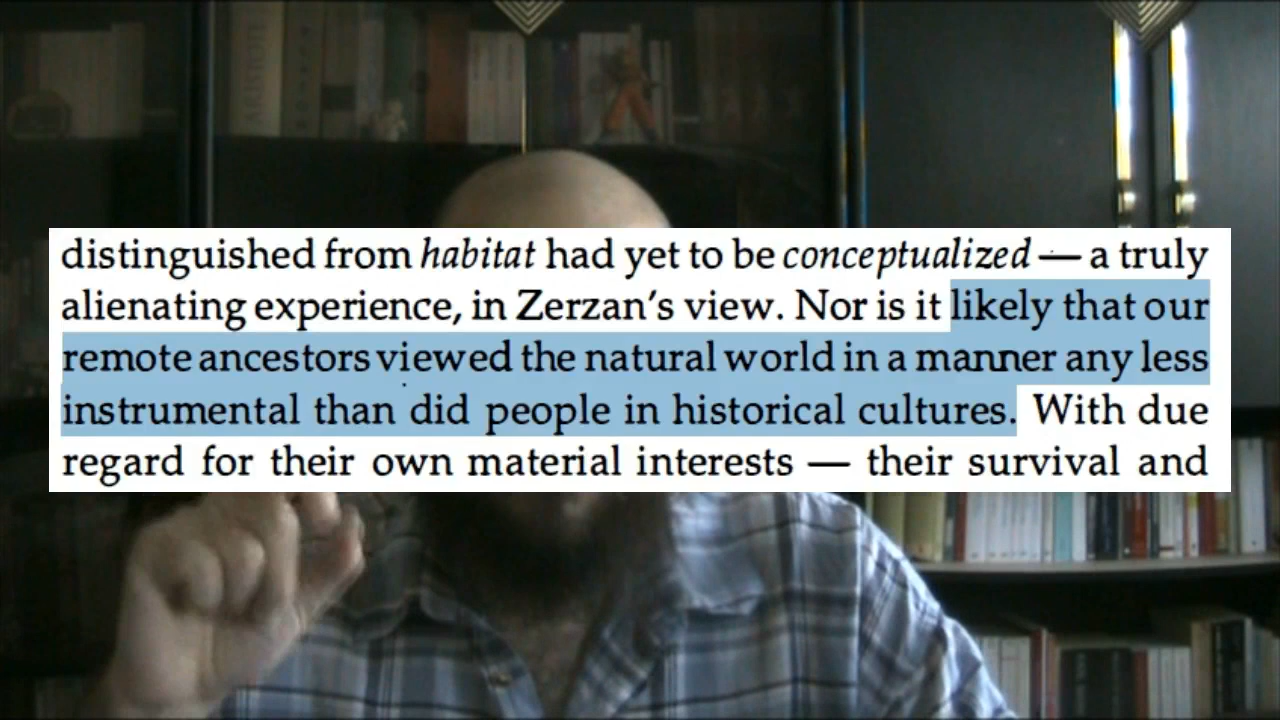 distinguished from habitat had yet to be conceptualized — a truly
alienating experience, in Zerzan's view. Nor is it likely that our
remote ancestors viewed the natural world in a manner any less
instrumental than did people in historical cultures. With due
regard for their own material interests — their survival and